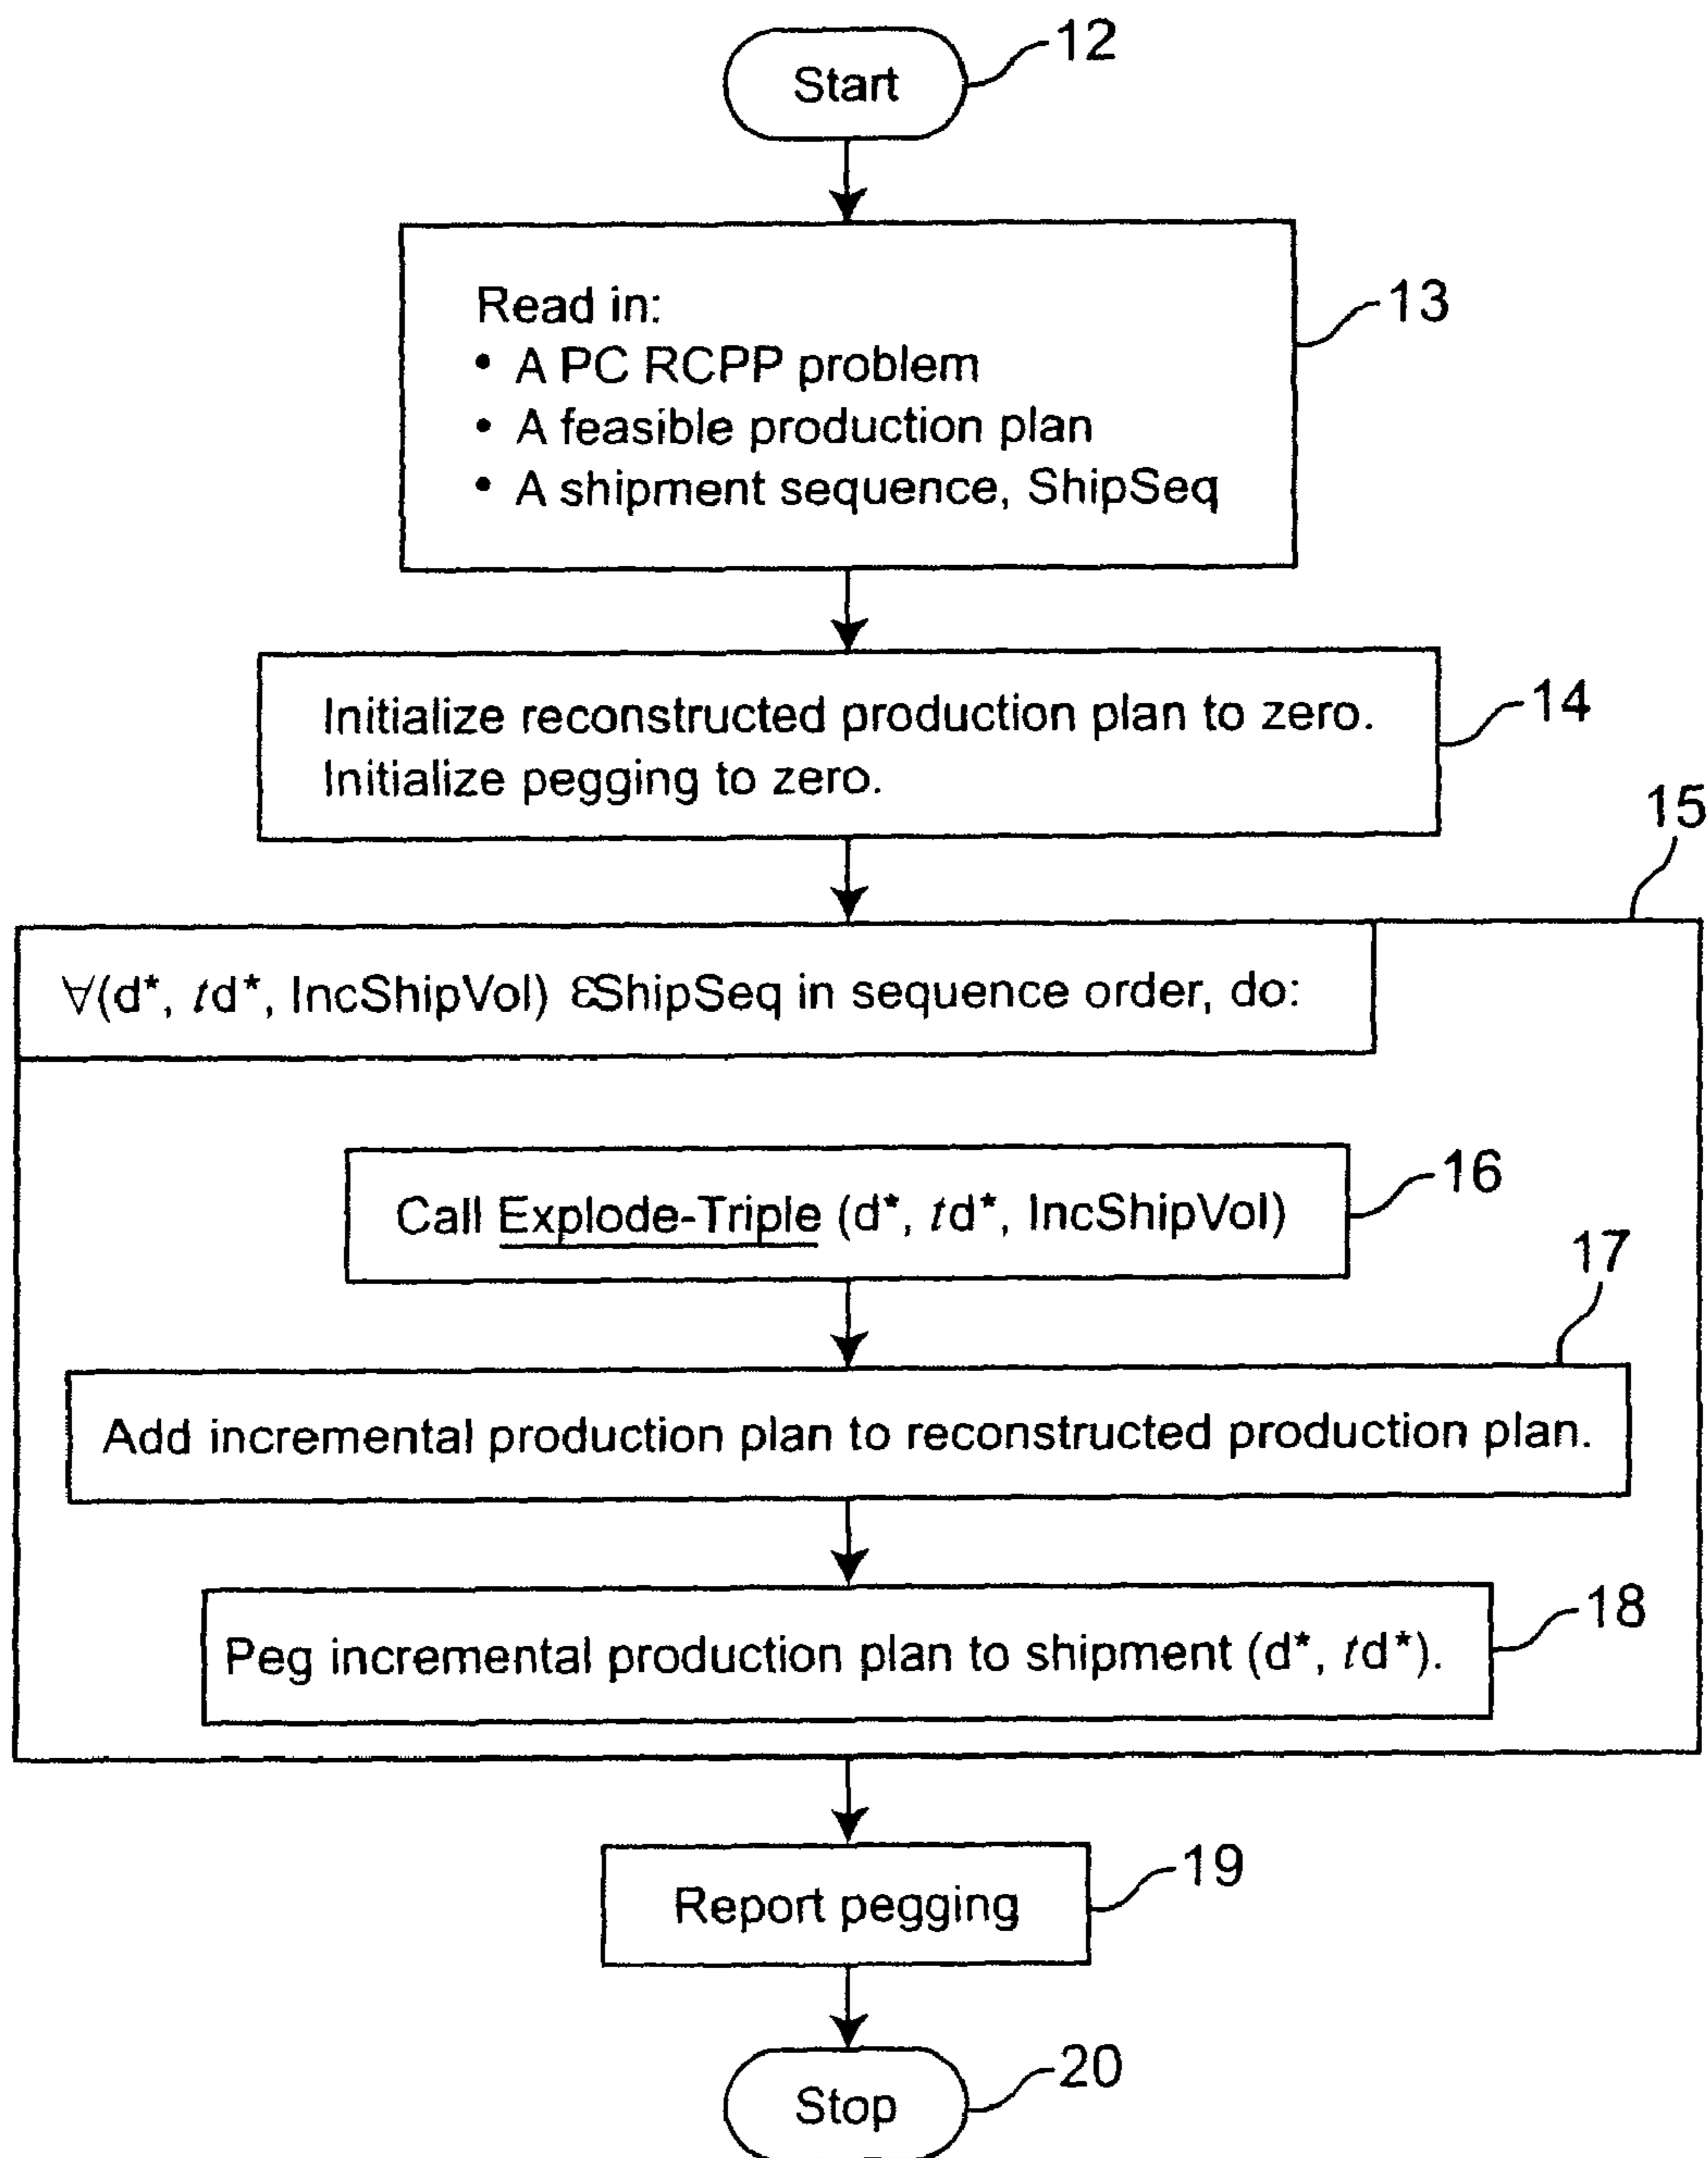 Start
12
Read in:
• A PC RCPP problem
• A feasible production plan
• A shipment sequence, ShipSeq
13
Initialize reconstructed production plan to zero.
Initialize pegging to zero.
14
15
∀(d*, td*, IncShipVol) εShipSeq in sequence order, do:
Call Explode-Triple (d*, td*, IncShipVol)
16
17
Add incremental production plan to reconstructed production plan.
Peg incremental production plan to shipment (d*, td*).
18
Report pegging
19
Stop
20